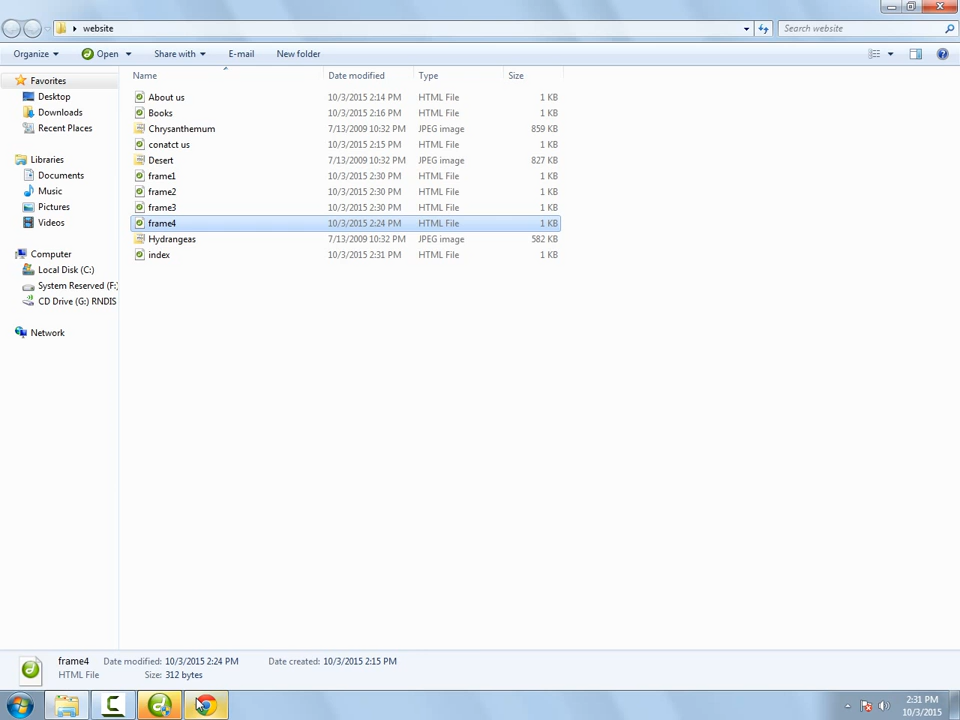 website
Search website
Organize Open Share with E-mail New folder
Name Date modified Type Size
Favorites
Desktop
Downloads
Recent Places
Libraries
Documents
Music
Pictures
Videos
Computer
Local Disk (C:)
System Reserved (F:)
CD Drive (G:) RNDIS
Network
About us 10/3/2015 2:14 PM HTML File 1 KB
Books 10/3/2015 2:16 PM HTML File 1 KB
Chrysanthemum 7/13/2009 10:32 PM JPEG image 859 KB
conatct us 10/3/2015 2:15 PM HTML File 1 KB
Desert 7/13/2009 10:32 PM JPEG image 827 KB
frame1 10/3/2015 2:30 PM HTML File 1 KB
frame2 10/3/2015 2:30 PM HTML File 1 KB
frame3 10/3/2015 2:30 PM HTML File 1 KB
frame4 10/3/2015 2:24 PM HTML File 1 KB
Hydrangeas 7/13/2009 10:32 PM JPEG image 582 KB
index 10/3/2015 2:31 PM HTML File 1 KB
frame4 Date modified: 10/3/2015 2:24 PM Date created: 10/3/2015 2:15 PM
HTML File Size: 312 bytes
2:31 PM
10/3/2015